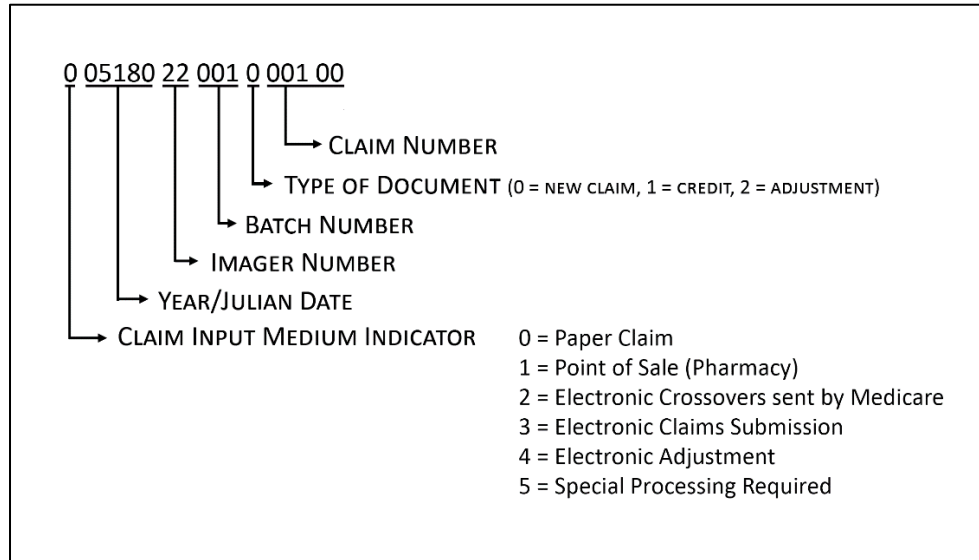 0 05180 22 001 0 001 00
CLAIM NUMBER
TYPE OF DOCUMENT (0 = NEW CLAIM, 1 = CREDIT, 2 = ADJUSTMENT)
BATCH NUMBER
IMAGER NUMBER
YEAR/JULIAN DATE
CLAIM INPUT MEDIUM INDICATOR
0 = Paper Claim
1 = Point of Sale (Pharmacy)
2 = Electronic Crossovers sent by Medicare
3 = Electronic Claims Submission
4 = Electronic Adjustment
5 = Special Processing Required